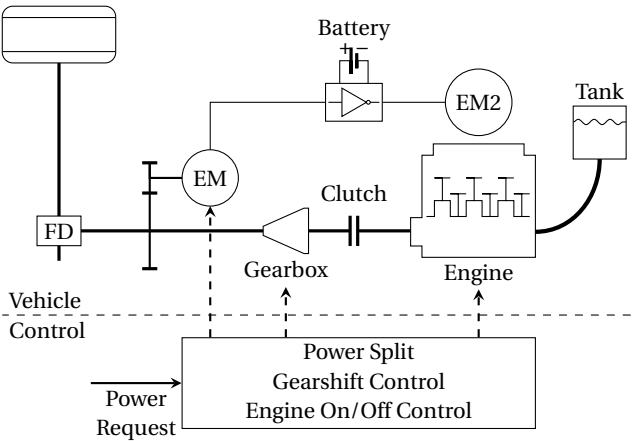 Battery
+ −
EM2
Tank
EM
Clutch
FD
Gearbox
Engine
Vehicle
Control
Power Split
Gearshift Control
Engine On/Off Control
Power
Request